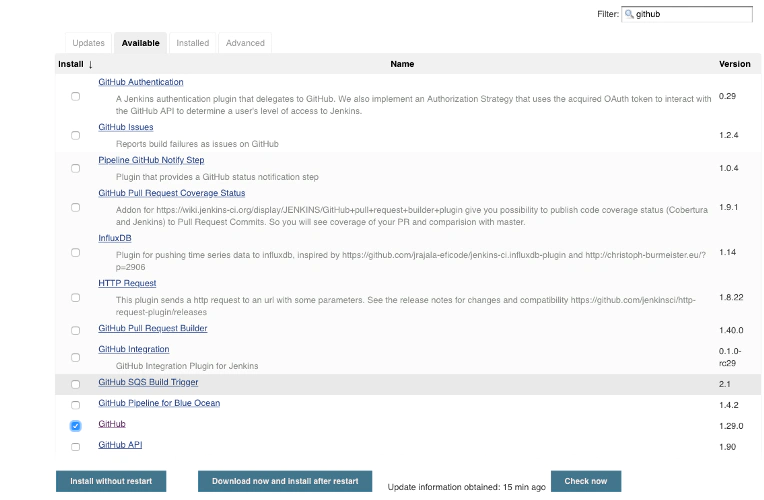 Filter: github
Updates Available Installed Advanced
Install ↓ Name Version
GitHub Authentication
A Jenkins authentication plugin that delegates to GitHub. We also implement an Authorization Strategy that uses the acquired OAuth token to interact with 0.29
the GitHub API to determine a user's level of access to Jenkins.
GitHub Issues
1.2.4
Reports build failures as issues on GitHub
Pipeline GitHub Notify Step
1.0.4
Plugin that provides a GitHub status notification step
GitHub Pull Request Coverage Status
Addon for https://wiki.jenkins-ci.org/display/JENKINS/GitHub+pull+request+builder+plugin give you possibility to publish code coverage status (Cobertura 1.9.1
and Jenkins) to Pull Request Commits. So you will see coverage of your PR and comparision with master.
InfluxDB
Plugin for pushing time series data to influxdb, inspired by https://github.com/jrajala-eficode/jenkins-ci.influxdb-plugin and http://christoph-burmeister.eu/? 1.14
p=2906
HTTP Request
This plugin sends a http request to an url with some parameters. See the release notes for changes and compatibility https://github.com/jenkinsci/http- 1.8.22
request-plugin/releases
GitHub Pull Request Builder 1.40.0
GitHub Integration 0.1.0-
GitHub Integration Plugin for Jenkins rc29
GitHub SQS Build Trigger 2.1
GitHub Pipeline for Blue Ocean 1.4.2
GitHub 1.29.0
GitHub API 1.90
Install without restart Download now and install after restart Update information obtained: 15 min ago Check now